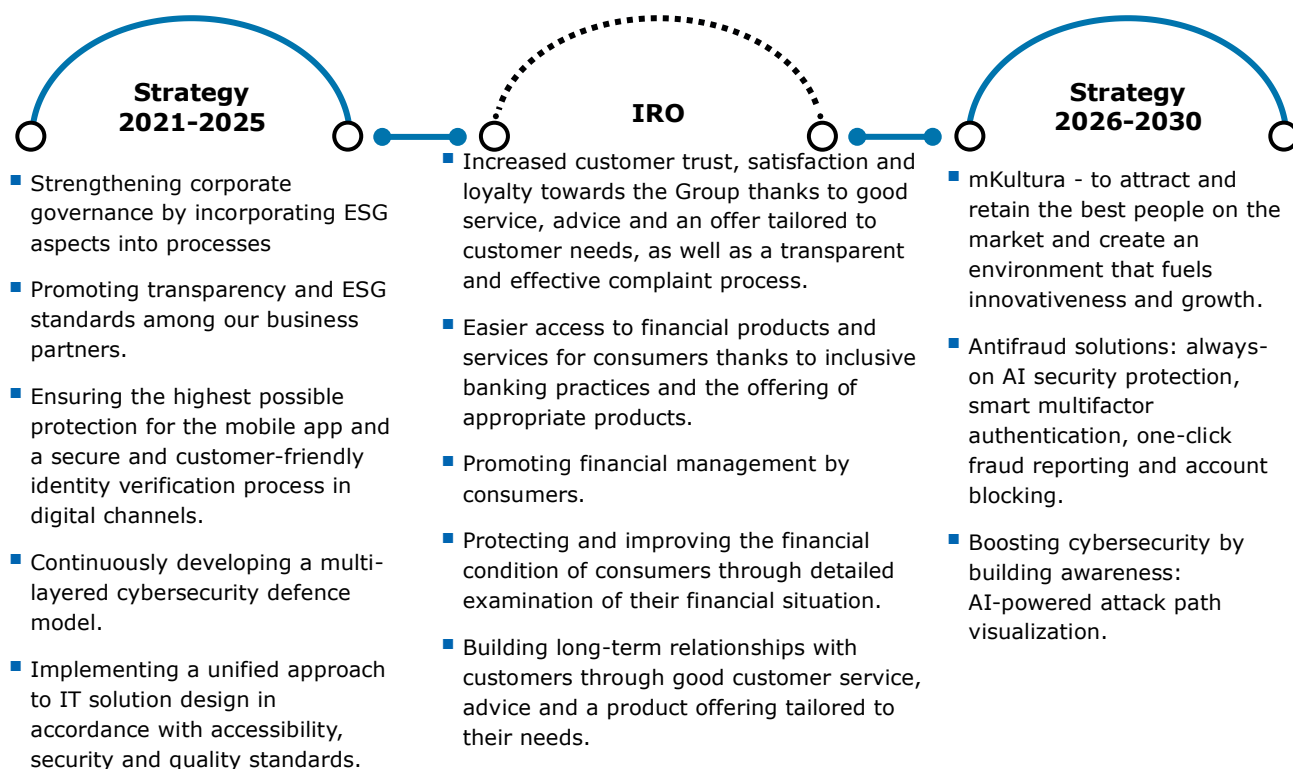 Strategy
2021-2025
■ Strengthening corporate
governance by incorporating ESG
aspects into processes
■ Promoting transparency and ESG
standards among our business
partners.
■ Ensuring the highest possible
protection for the mobile app and
a secure and customer-friendly
identity verification process in
digital channels.
■ Continuously developing a multi-
layered cybersecurity defence
model.
■ Implementing a unified approach
to IT solution design in
accordance with accessibility,
security and quality standards.
IRO
■ Increased customer trust, satisfaction and
loyalty towards the Group thanks to good
service, advice and an offer tailored to
customer needs, as well as a transparent
and effective complaint process.
■ Easier access to financial products and
services for consumers thanks to inclusive
banking practices and the offering of
appropriate products.
■ Promoting financial management by
consumers.
■ Protecting and improving the financial
condition of consumers through detailed
examination of their financial situation.
■ Building long-term relationships with
customers through good customer service,
advice and a product offering tailored to
their needs.
Strategy
2026-2030
■ mKultura - to attract and
retain the best people on the
market and create an
environment that fuels
innovativeness and growth.
■ Antifraud solutions: always-
on AI security protection,
smart multifactor
authentication, one-click
fraud reporting and account
blocking.
■ Boosting cybersecurity by
building awareness:
AI-powered attack path
visualization.